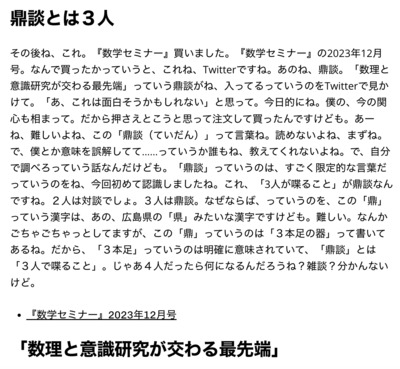 鼎談とは３人
その後ね、これ。『数学セミナー』買いました。『数学セミナー』の2023年12月
号。なんで買ったかっていうと、これね、Twitterですね。あのね、鼎談。「数理と
意識研究が交わる最先端」っていう鼎談がね、入ってるっていうのをTwitterで見か
けて。「あ、これは面白そうかもしれない」と思って。今日的にね。僕の、今の関
心も相まって。だから押さえとこうと思って注文して買ったんですけども。あー
ね、難しいよね、この「鼎談（ていだん）」って言葉ね。読めないよね、まずね。
で、僕とか意味を誤解してて……っていうか誰もね、教えてくれないよね。で、自分
で調べろっていう話なんだけども。「鼎談」っていうのは、すごく限定的な言葉だ
っていうのをね、今回初めて認識しましたね。これ、「3人が喋ること」が鼎談なん
ですね。２人は対談でしょ。３人は鼎談。なぜならば、っていうのを、この「鼎」
っていう漢字は、あの、広島県の「県」みたいな漢字ですけども。難しい。なんか
ごちゃごちゃっとしてますが、この「鼎」っていうのは「３本足の器」って書いて
あるね。だから、「３本足」っていうのは明確に意味されていて、「鼎談」とは
「３人で喋ること」。じゃあ４人だったら何になるんだろうね？雑談？分かんない
けど。
• 『数学セミナー』2023年12月号
「数理と意識研究が交わる最先端」